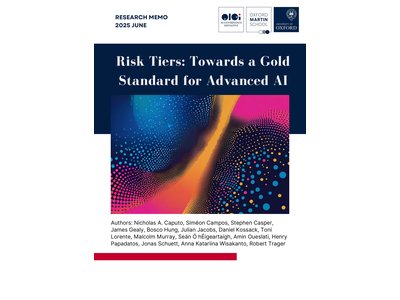 RESEARCH MEMO
2025 JUNE
OXFORD
MARTIN
SCHOOL
UNIVERSITY OF
OXFORD
Risk Tiers: Towards a Gold
Standard for Advanced AI
Authors: Nicholas A. Caputo, Siméon Campos, Stephen Casper,
James Gealy, Bosco Hung, Julian Jacobs, Daniel Kossack, Toni
Lorente, Malcolm Murray, Seán Ó hÉigeartaigh, Amin Oueslati, Henry
Papadatos, Jonas Schuett, Anna Katariina Wisakanto, Robert Trager